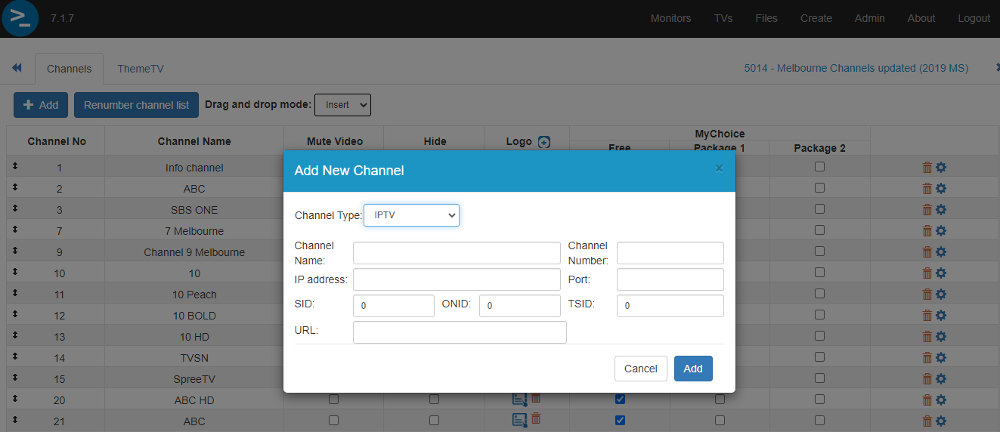 7.1.7 Monitors TVs Files Create Admin About Logout
Channels ThemeTV 5014 - Melbourne Channels updated (2019 MS)
Add Renumber channel list Drag and drop mode: Insert
Channel No Channel Name Mute Video Hide Logo MyChoice
Free Package 1 Package 2
1 Info channel
2 ABC
3 SBS ONE
7 7 Melbourne
9 Channel 9 Melbourne
10 10
11 10 Peach
12 10 BOLD
13 10 HD
14 TVSN
15 SpreeTV
20 ABC HD
21 ABC
Add New Channel
Channel Type: IPTV
Channel Name: Channel Number:
IP address: Port:
SID: 0 ONID: 0 TSID: 0
URL:
Cancel Add